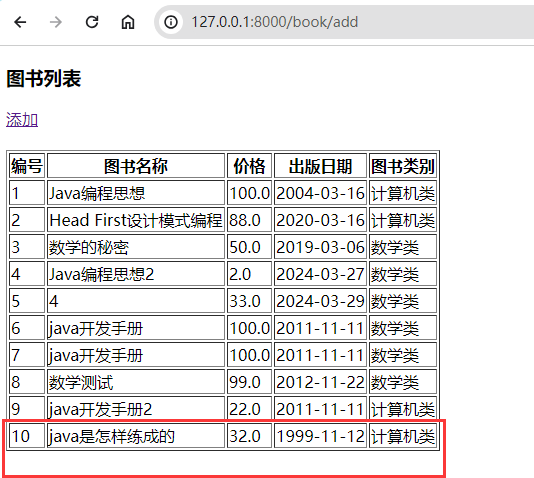 127.0.0.1:8000/book/add
图书列表
添加
编号 图书名称 价格 出版日期 图书类别
1 Java编程思想 100.0 2004-03-16 计算机类
2 Head First设计模式编程 88.0 2020-03-16 计算机类
3 数学的秘密 50.0 2019-03-06 数学类
4 Java编程思想2 2.0 2024-03-27 数学类
5 4 33.0 2024-03-29 数学类
6 java开发手册 100.0 2011-11-11 数学类
7 java开发手册 100.0 2011-11-11 数学类
8 数学测试 99.0 2012-11-22 数学类
9 java开发手册2 22.0 2011-11-11 计算机类
10 java是怎样练成的 32.0 1999-11-12 计算机类